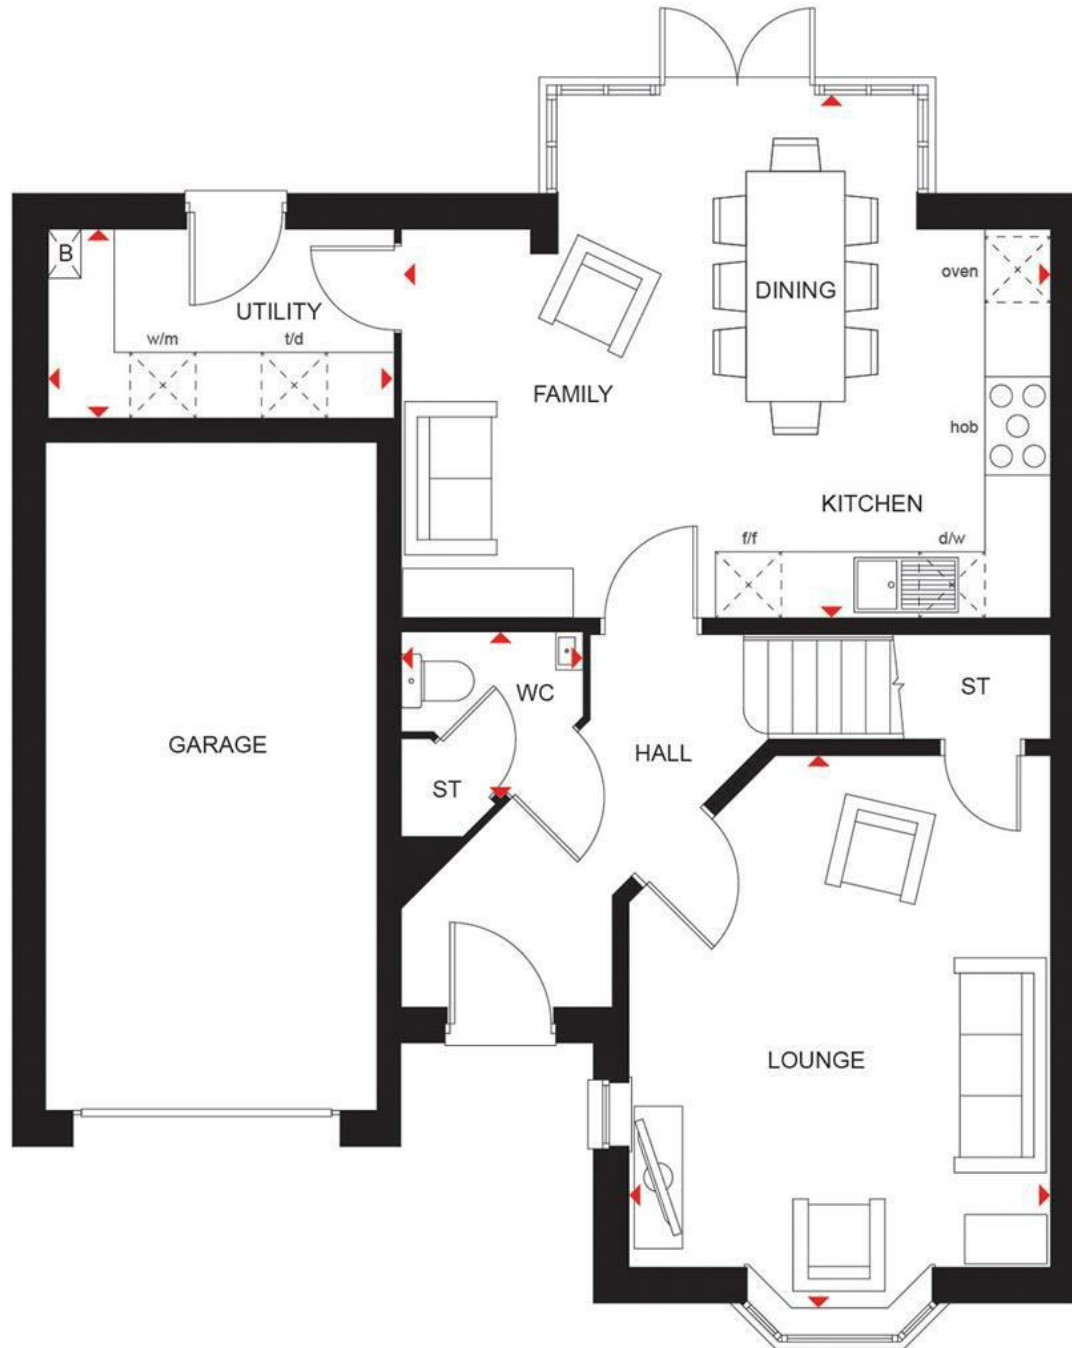 B
UTILITY
w/m
t/d
oven
DINING
FAMILY
hob
KITCHEN
f/f
d/w
WC
ST
GARAGE
HALL
ST
LOUNGE